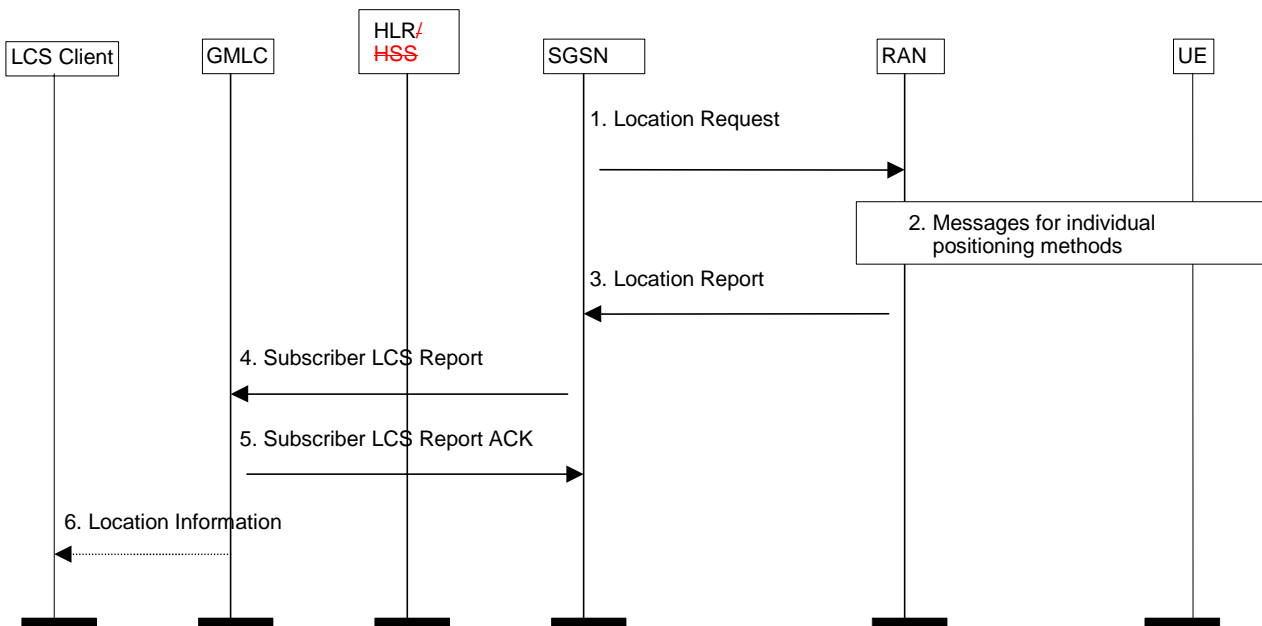 LCS Client
GMLC
HLR/
HSS
SGSN
RAN
UE
1. Location Request
2. Messages for individual
positioning methods
3. Location Report
4. Subscriber LCS Report
5. Subscriber LCS Report ACK
6. Location Information